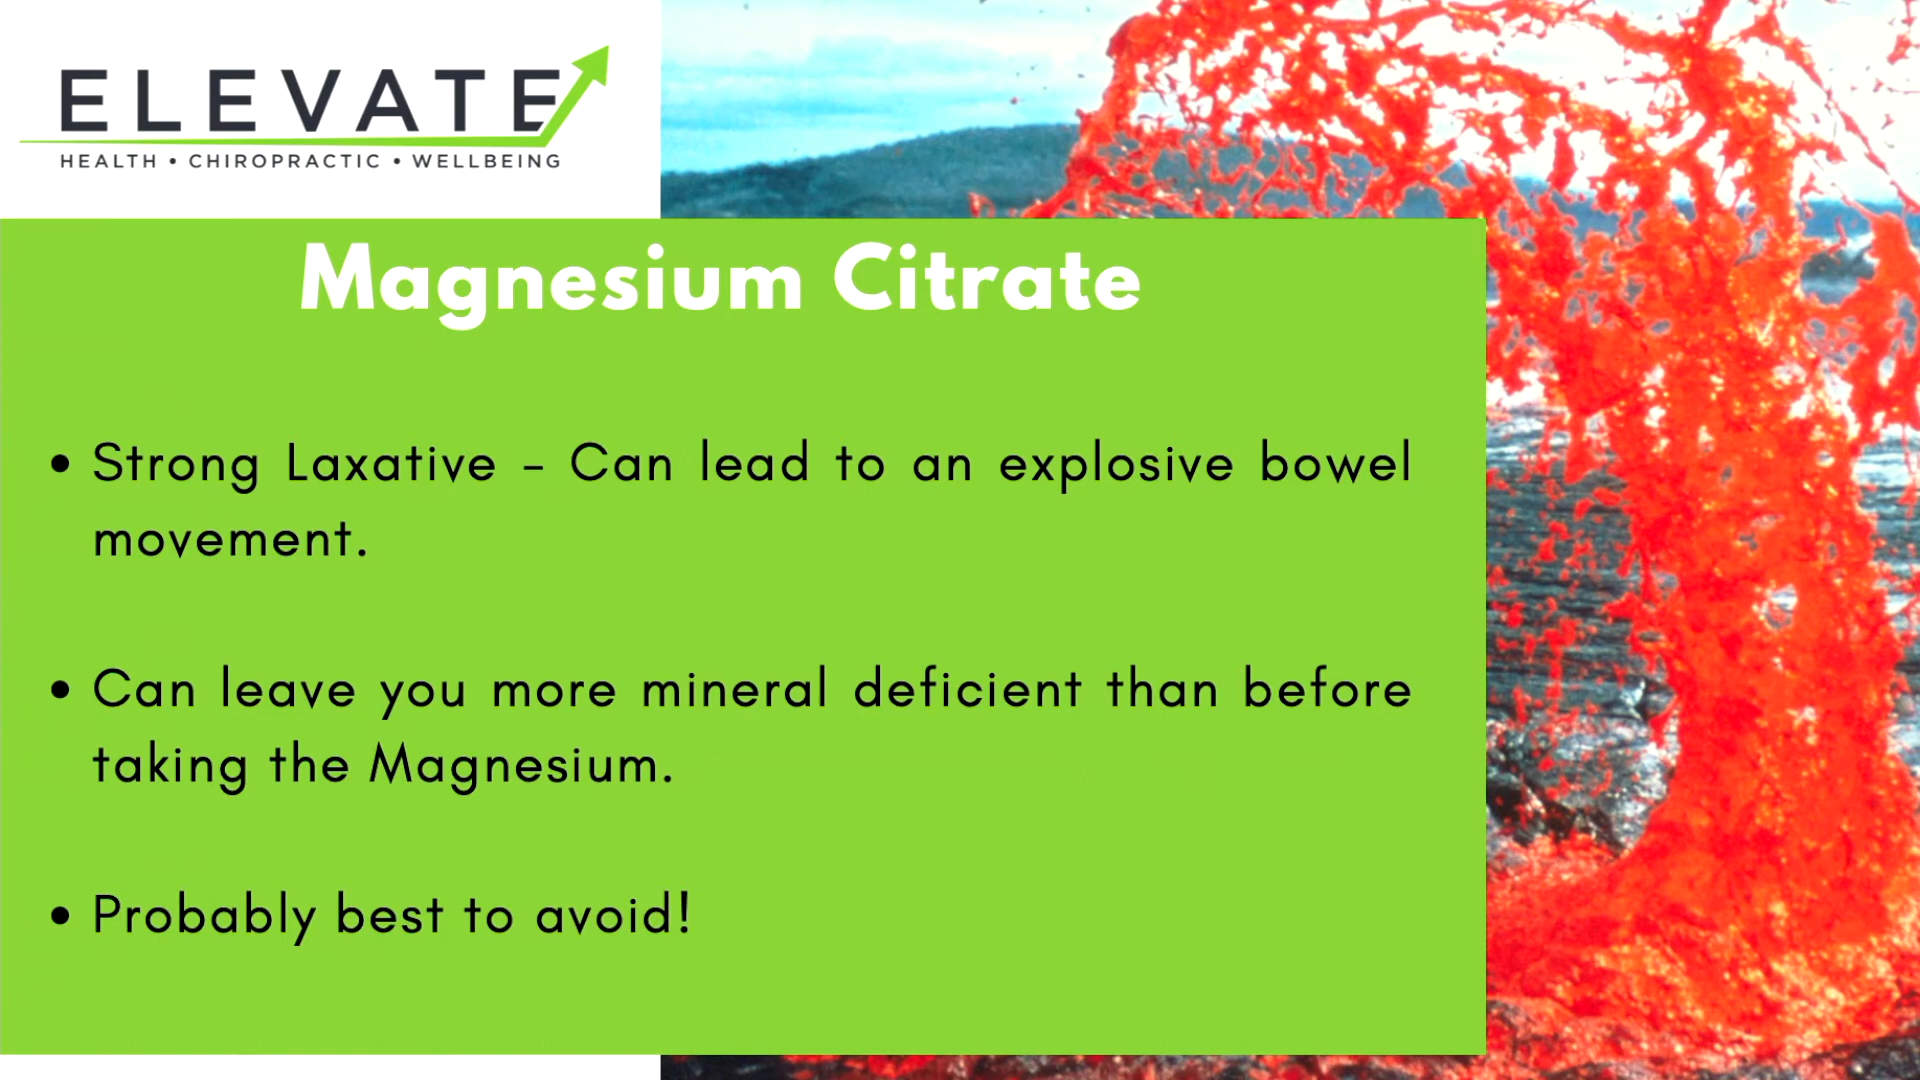 ELEVATE
HEALTH • CHIROPRACTIC • WELLBEING
Magnesium Citrate
• Strong Laxative - Can lead to an explosive bowel
movement.
• Can leave you more mineral deficient than before
taking the Magnesium.
• Probably best to avoid!